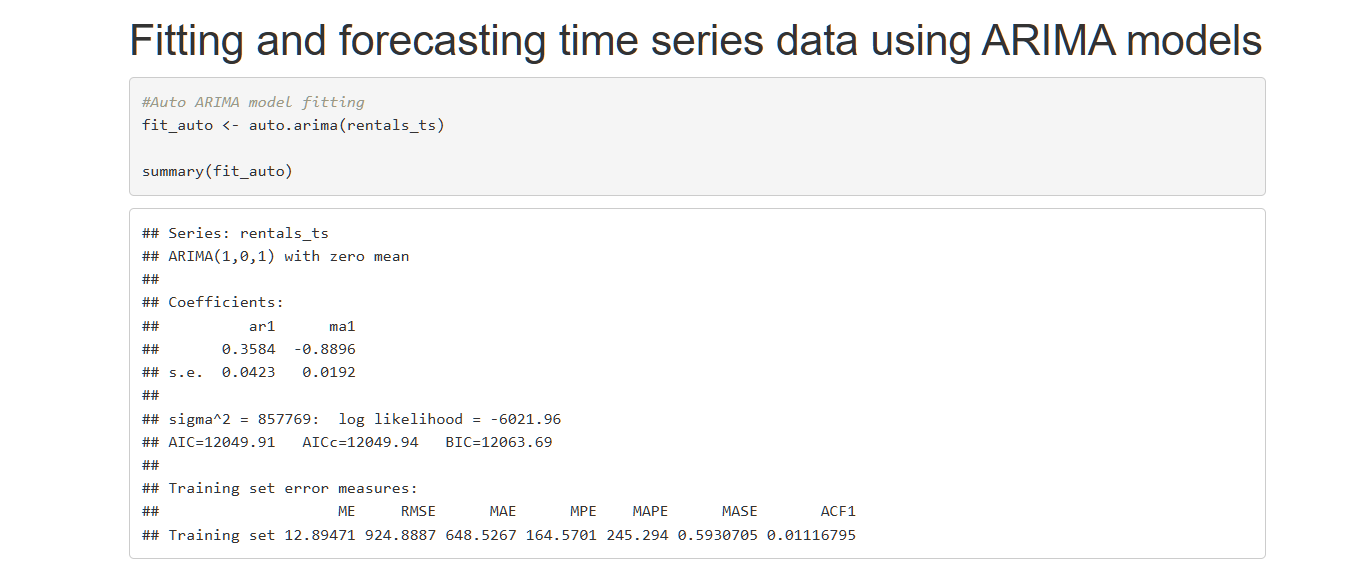 Fitting and forecasting time series data using ARIMA models
#Auto ARIMA model fitting
fit_auto <- auto.arima(rentals_ts)
summary(fit_auto)
## Series: rentals_ts
## ARIMA(1,0,1) with zero mean
##
## Coefficients:
##          ar1      ma1
##       0.3584  -0.8896
## s.e.  0.0423   0.0192
##
## sigma^2 = 857769:  log likelihood = -6021.96
## AIC=12049.91   AICc=12049.94   BIC=12063.69
##
## Training set error measures:
##                    ME     RMSE      MAE      MPE    MAPE      MASE       ACF1
## Training set 12.89471 924.8887 648.5267 164.5701 245.294 0.5930705 0.01116795